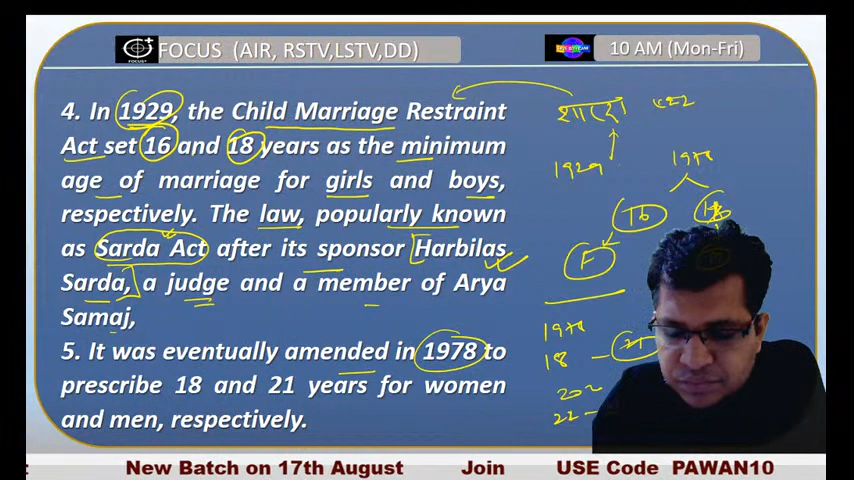 FOCUS (AIR, RSTV,LSTV,DD)
10 AM (Mon-Fri)
4. In 1929, the Child Marriage Restraint
Act set 16 and 18 years as the minimum
age of marriage for girls and boys,
respectively. The law, popularly known
as Sarda Act after its sponsor Harbilas
Sarda, a judge and a member of Arya
Samaj,
5. It was eventually amended in 1978 to
prescribe 18 and 21 years for women
and men, respectively.
शारदा
1929
1978
16
F
1978
18 - 21
New Batch on 17th August Join USE Code PAWAN10